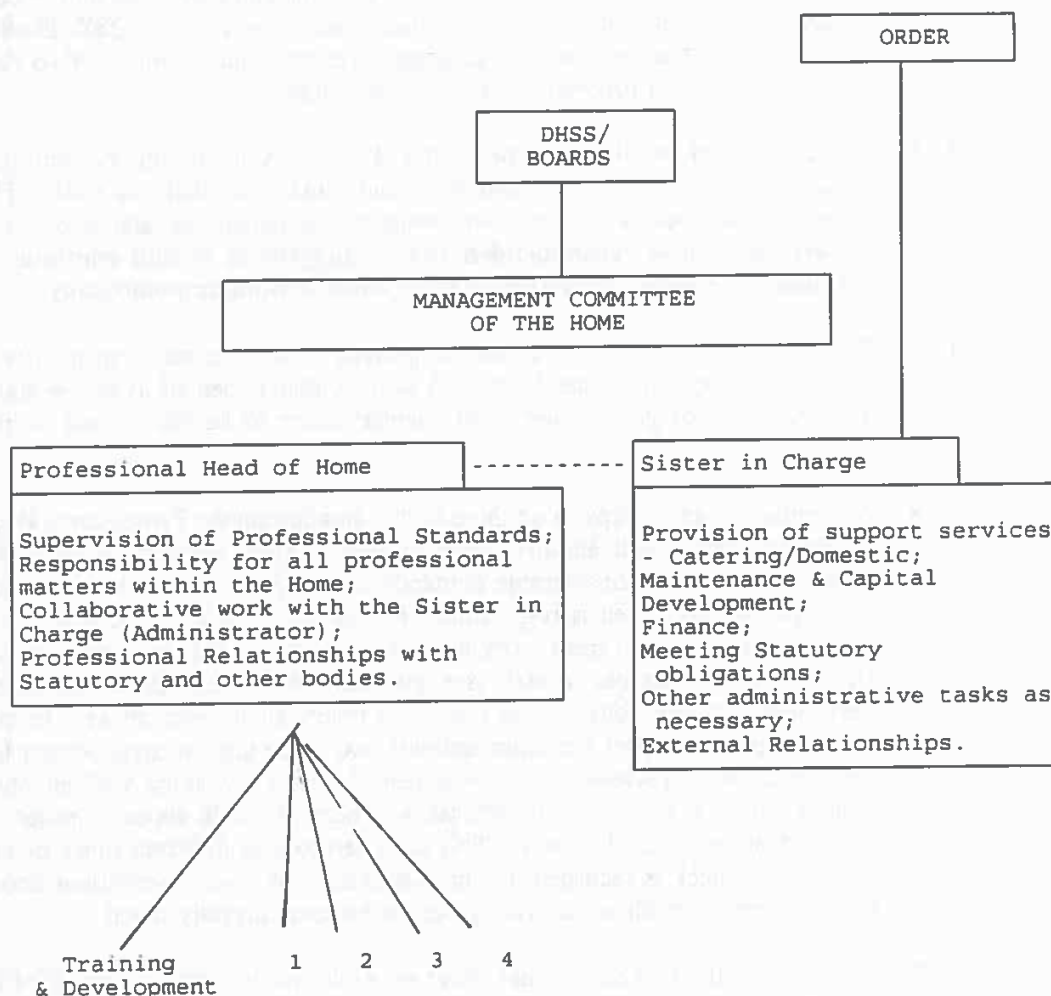 ORDER
DHSS/
BOARDS
MANAGEMENT COMMITTEE
OF THE HOME
Professional Head of Home
Supervision of Professional Standards;
Responsibility for all professional
matters within the Home;
Collaborative work with the Sister in
Charge (Administrator);
Professional Relationships with
Statutory and other bodies.
Sister in Charge
Provision of support services
- Catering/Domestic;
Maintenance & Capital
Development;
Finance;
Meeting Statutory
obligations;
Other administrative tasks as
necessary;
External Relationships.
Training
& Development
1 2 3 4